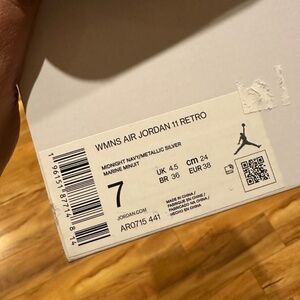 WMNS AIR JORDAN 11 RETRO
MIDNIGHT NAVY/METALLIC SILVER
MARINE MINUIT
7
UK 4.5
cm 24
BR 36
EUR 38
JORDAN.COM
AR0715 441
MADE IN CHINA /
FABRIQUÉ EN CHINE /
HECHO EN CHINA